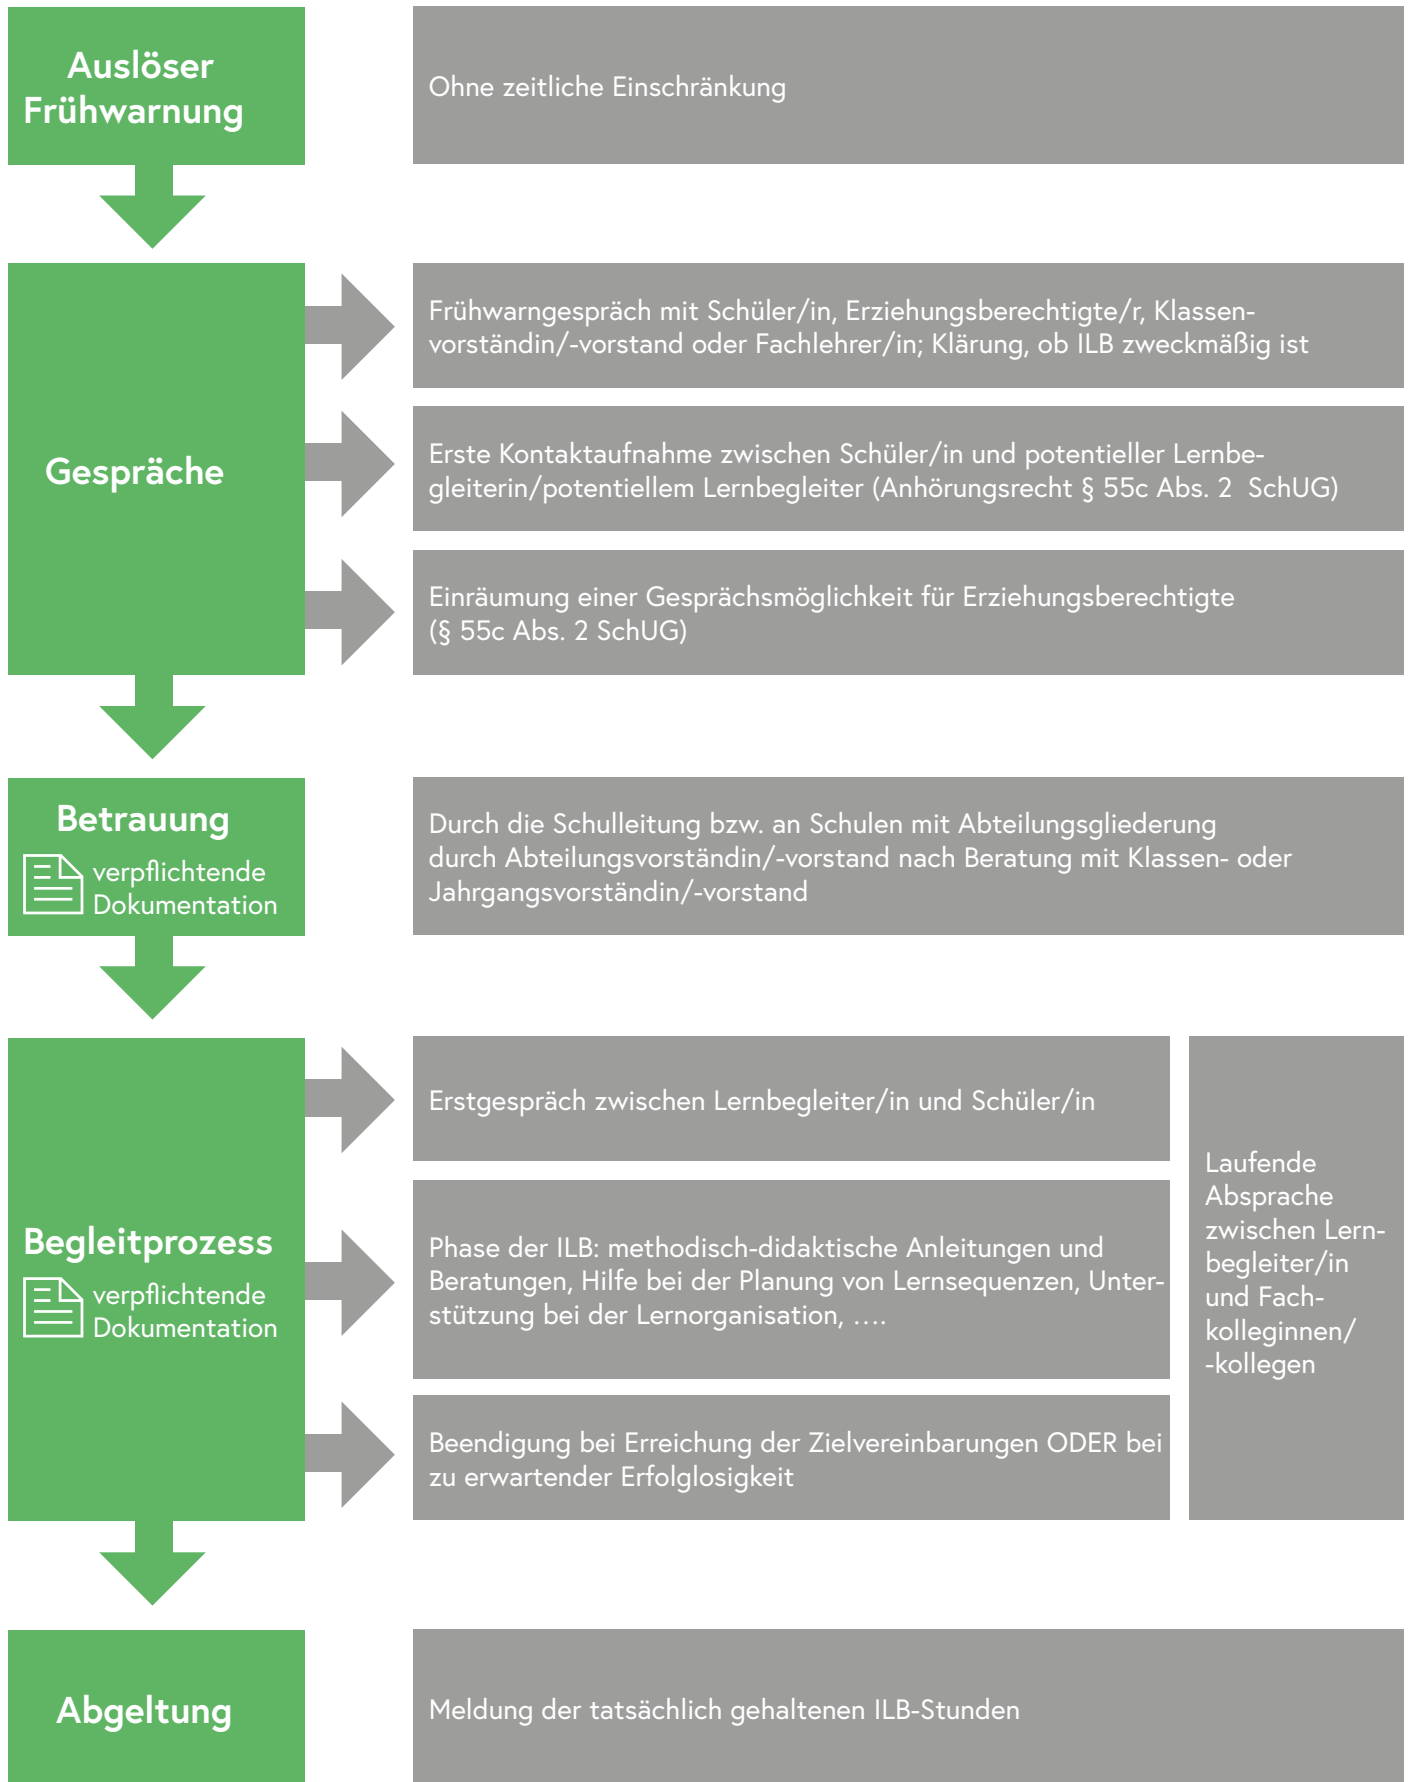 Auslöser
Frühwarnung
Ohne zeitliche Einschränkung
Gespräche
Frühwarngespräch mit Schüler/in, Erziehungsberechtigte/r, Klassen-
vorständin/-vorstand oder Fachlehrer/in; Klärung, ob ILB zweckmäßig ist
Erste Kontaktaufnahme zwischen Schüler/in und potentieller Lernbe-
gleiterin/potentiellem Lernbegleiter (Anhörungsrecht § 55c Abs. 2  SchUG)
Einräumung einer Gesprächsmöglichkeit für Erziehungsberechtigte
(§ 55c Abs. 2 SchUG)
Betrauung
verpflichtende
Dokumentation
Durch die Schulleitung bzw. an Schulen mit Abteilungsgliederung
durch Abteilungsvorständin/-vorstand nach Beratung mit Klassen- oder
Jahrgangsvorständin/-vorstand
Begleitprozess
verpflichtende
Dokumentation
Erstgespräch zwischen Lernbegleiter/in und Schüler/in
Phase der ILB: methodisch-didaktische Anleitungen und
Beratungen, Hilfe bei der Planung von Lernsequenzen, Unter-
stützung bei der Lernorganisation, ….
Beendigung bei Erreichung der Zielvereinbarungen ODER bei
zu erwartender Erfolglosigkeit
Laufende
Absprache
zwischen Lern-
begleiter/in
und Fach-
kolleginnen/
-kollegen
Abgeltung
Meldung der tatsächlich gehaltenen ILB-Stunden